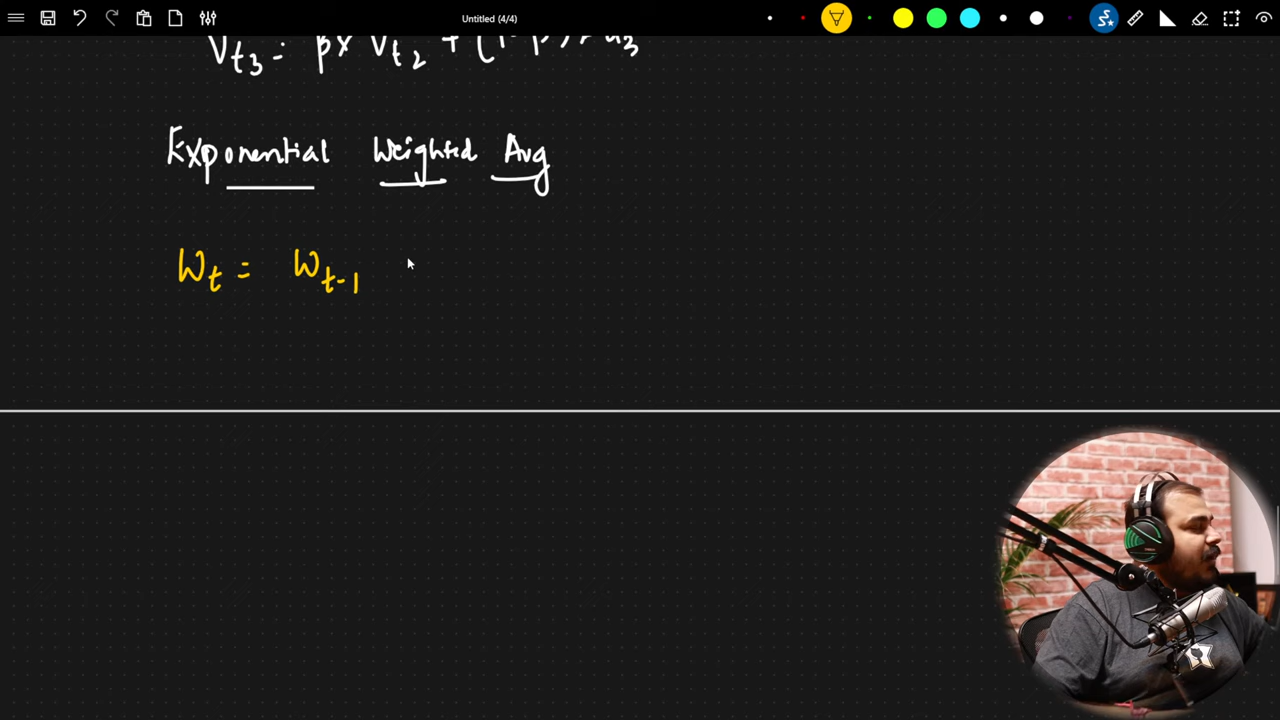 Untitled (4/4)
Vt3 = β × Vt2 + (1-β) × a3
Exponential Weighted Avg
Wt = Wt-1